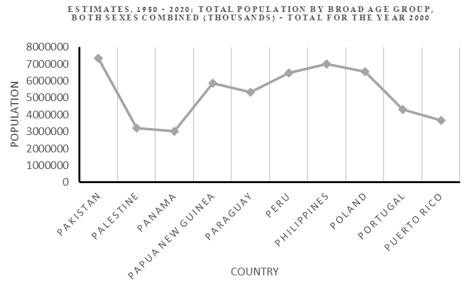 ESTIMATES, 1950 - 2020: TOTAL POPULATION BY BROAD AGE GROUP,
BOTH SEXES COMBINED (THOUSANDS) - TOTAL FOR THE YEAR 2000
POPULATION
8000000
7000000
6000000
5000000
4000000
3000000
2000000
1000000
0
PAKISTAN
PALESTINE
PANAMA
PAPUA NEW GUINEA
PARAGUAY
PERU
PHILIPPINES
POLAND
PORTUGAL
PUERTO RICO
COUNTRY